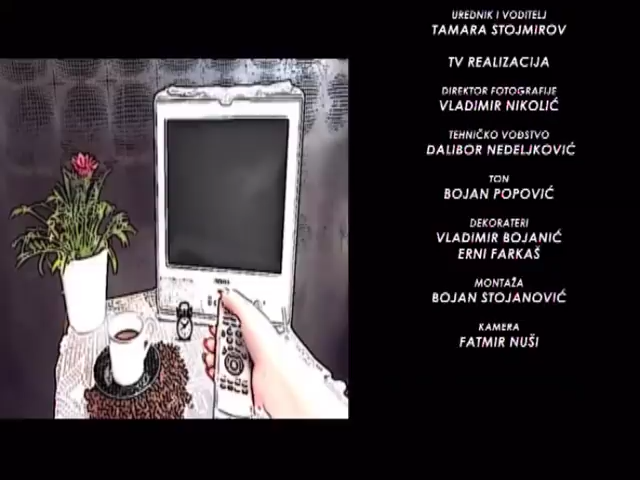 UREDNIK I VODITELJ
TAMARA STOJMIROV
TV REALIZACIJA
DIREKTOR FOTOGRAFIJE
VLADIMIR NIKOLIĆ
TEHNIČKO VOĐSTVO
DALIBOR NEDELJKOVIĆ
TON
BOJAN POPOVIĆ
DEKORATERI
VLADIMIR BOJANIĆ
ERNI FARKAŠ
MONTAŽA
BOJAN STOJANOVIĆ
KAMERA
FATMIR NUŠI